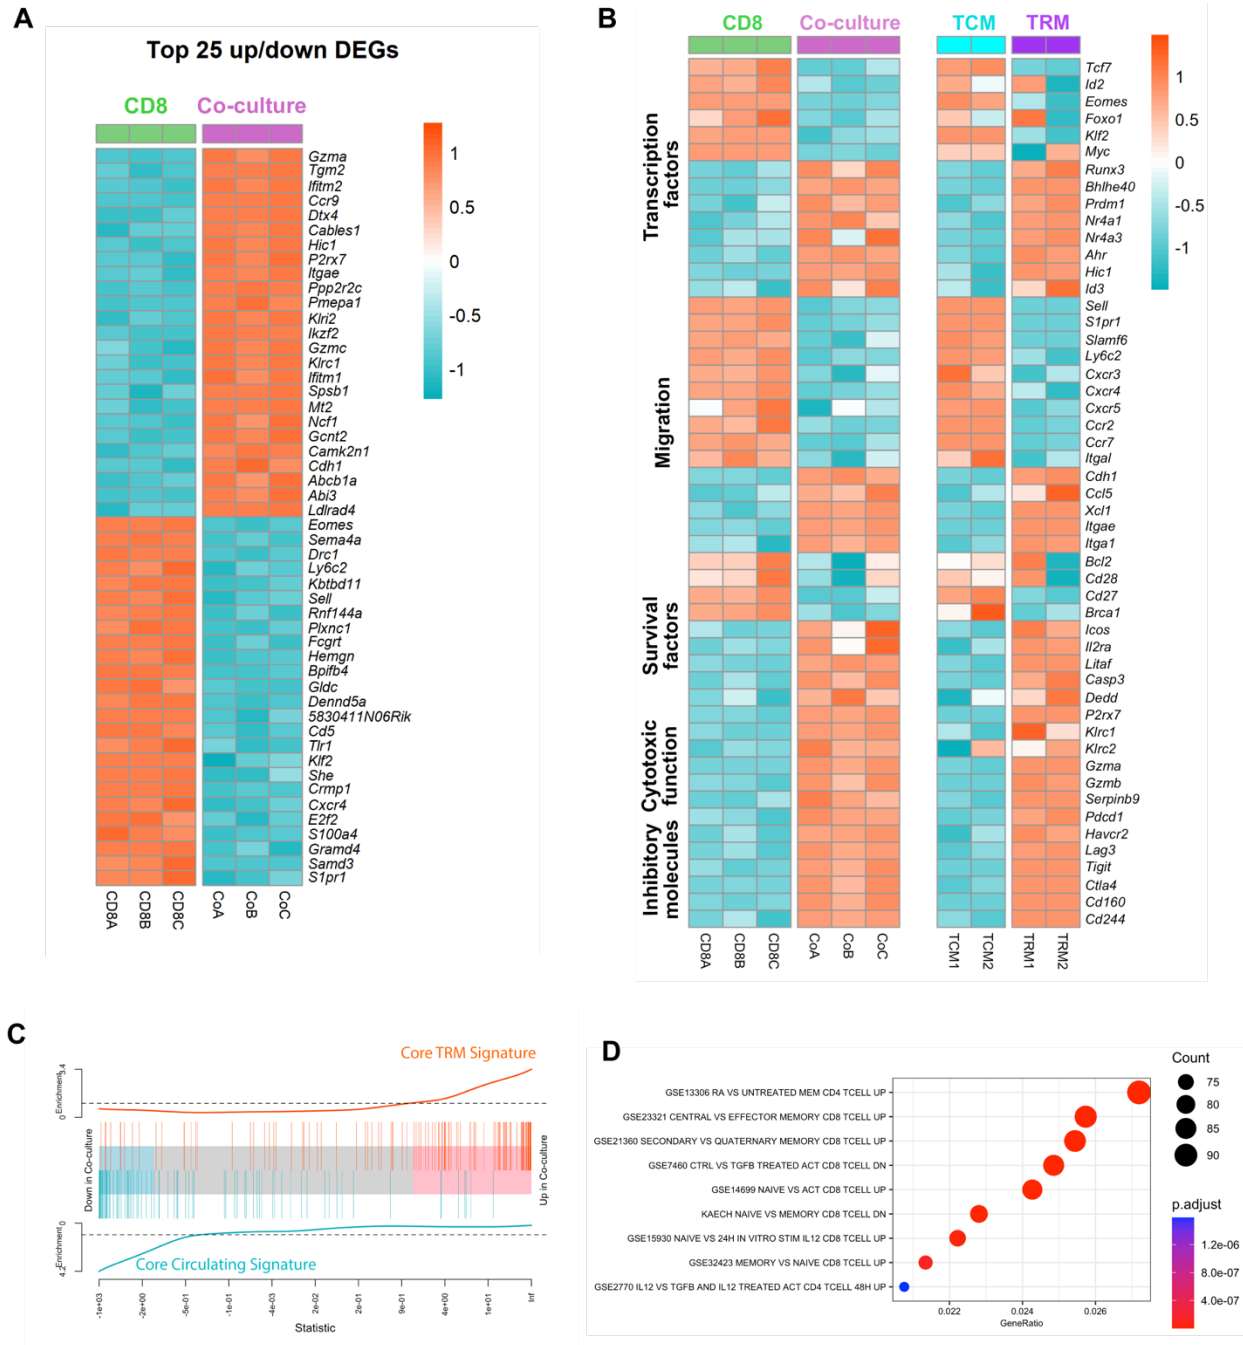 A
Top 25 up/down DEGs
CD8 Co-culture
Gzma
Tgm2
Ifitm2
Ccr9
Dtx4
Cables1
Hic1
P2rx7
Itgae
Ppp2r2c
Pmepa1
Klri2
Ikzf2
Gzmc
Klrc1
Ifitm1
Spsb1
Mt2
Ncf1
Gcnt2
Camk2n1
Cdh1
Abcb1a
Abi3
Ldlrad4
Eomes
Sema4a
Drc1
Ly6c2
Kbtbd11
Sell
Rnf144a
Plxnc1
Fcgrt
Hemgn
Bpifb4
Gldc
Dennd5a
5830411N06Rik
Cd5
Tlr1
Klf2
She
Crmp1
Cxcr4
E2f2
S100a4
Gramd4
Samd3
S1pr1
1
0.5
0
-0.5
-1
CD8A CD8B CD8C CoA CoB CoC
B
CD8 Co-culture TCM TRM
Transcription
factors
Migration
Survival
factors
Cytotoxic
function
Inhibitory
molecules
Tcf7
Id2
Eomes
Foxo1
Klf2
Myc
Runx3
Bhlhe40
Prdm1
Nr4a1
Nr4a3
Ahr
Hic1
Id3
Sell
S1pr1
Slamf6
Ly6c2
Cxcr3
Cxcr4
Cxcr5
Ccr2
Ccr7
Itgal
Cdh1
Ccl5
Xcl1
Itgae
Itga1
Bcl2
Cd28
Cd27
Brca1
Icos
Il2ra
Litaf
Casp3
Dedd
P2rx7
Klrc1
Klrc2
Gzma
Gzmb
Serpinb9
Pdcd1
Havcr2
Lag3
Tigit
Ctla4
Cd160
Cd244
1
0.5
0
-0.5
-1
CD8A CD8B CD8C CoA CoB CoC TCM1 TCM2 TRM1 TRM2
C
Core TRM Signature
0 Enrichment 3.4
Down in Co-culture
Up in Co-culture
4.2 Enrichment 0
Core Circulating Signature
-1e+03 -2e+00 -5e-01 -1e-01 -4e-03 2e-02 2e-01 9e-01 4e+00 1e+01 Inf
Statistic
D
GSE13306 RA VS UNTREATED MEM CD4 TCELL UP
GSE23321 CENTRAL VS EFFECTOR MEMORY CD8 TCELL UP
GSE21360 SECONDARY VS QUATERNARY MEMORY CD8 TCELL UP
GSE7460 CTRL VS TGFB TREATED ACT CD8 TCELL DN
GSE14699 NAIVE VS ACT CD8 TCELL UP
KAECH NAIVE VS MEMORY CD8 TCELL DN
GSE15930 NAIVE VS 24H IN VITRO STIM IL12 CD8 TCELL UP
GSE32423 MEMORY VS NAIVE CD8 TCELL UP
GSE2770 IL12 VS TGFB AND IL12 TREATED ACT CD4 TCELL 48H UP
0.022 0.024 0.026
GeneRatio
Count
75
80
85
90
p.adjust
1.2e-06
8.0e-07
4.0e-07